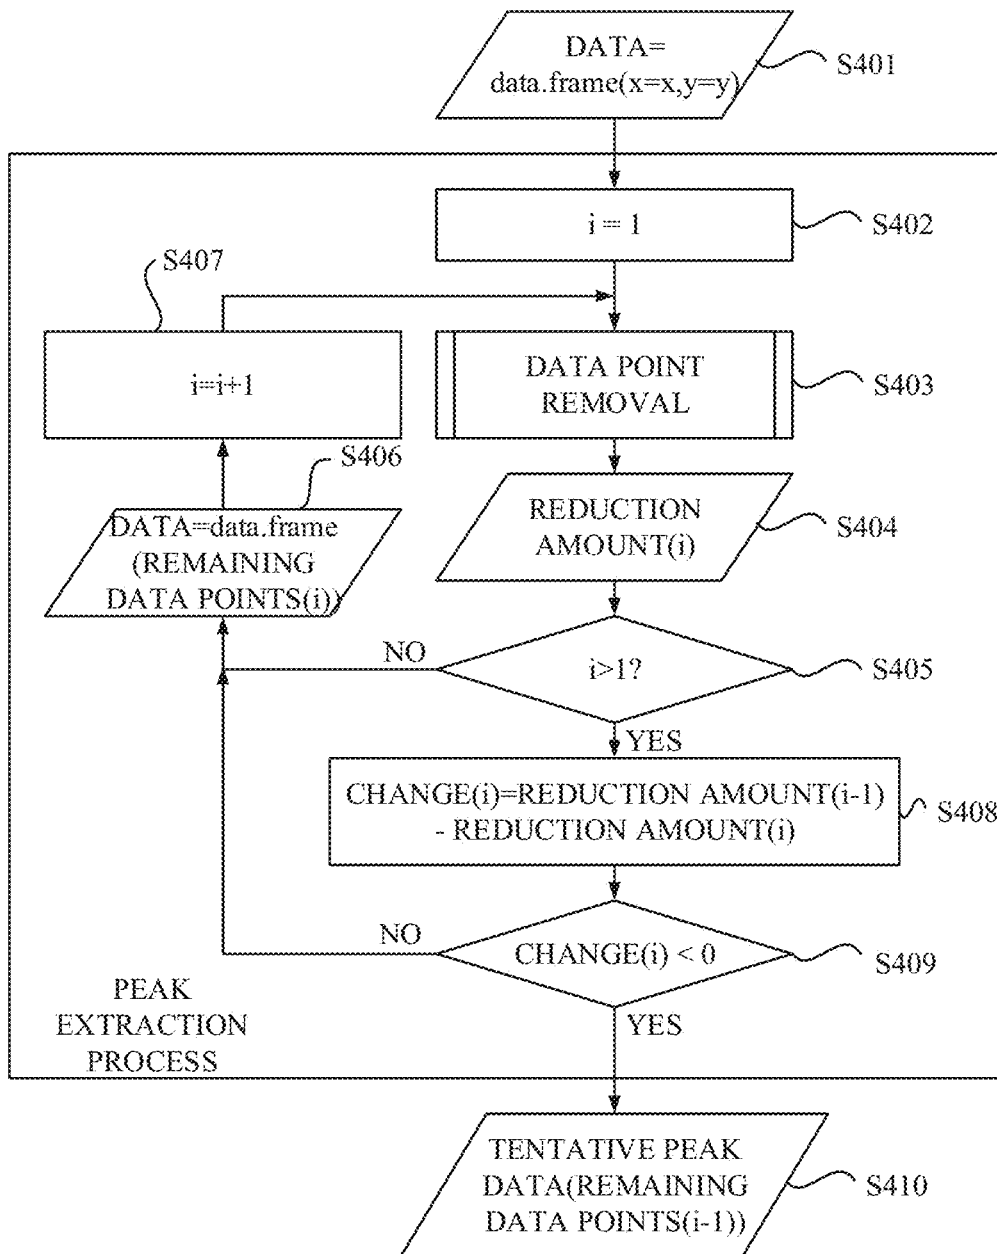 DATA=
data.frame(x=x,y=y)
S401
i = 1
S402
S407
i=i+1
DATA POINT
REMOVAL
S403
S406
DATA=data.frame
(REMAINING
DATA POINTS(i))
REDUCTION
AMOUNT(i)
S404
NO
i>1?
S405
YES
CHANGE(i)=REDUCTION AMOUNT(i-1)
- REDUCTION AMOUNT(i)
S408
NO
CHANGE(i) < 0
S409
YES
PEAK
EXTRACTION
PROCESS
TENTATIVE PEAK
DATA(REMAINING
DATA POINTS(i-1))
S410